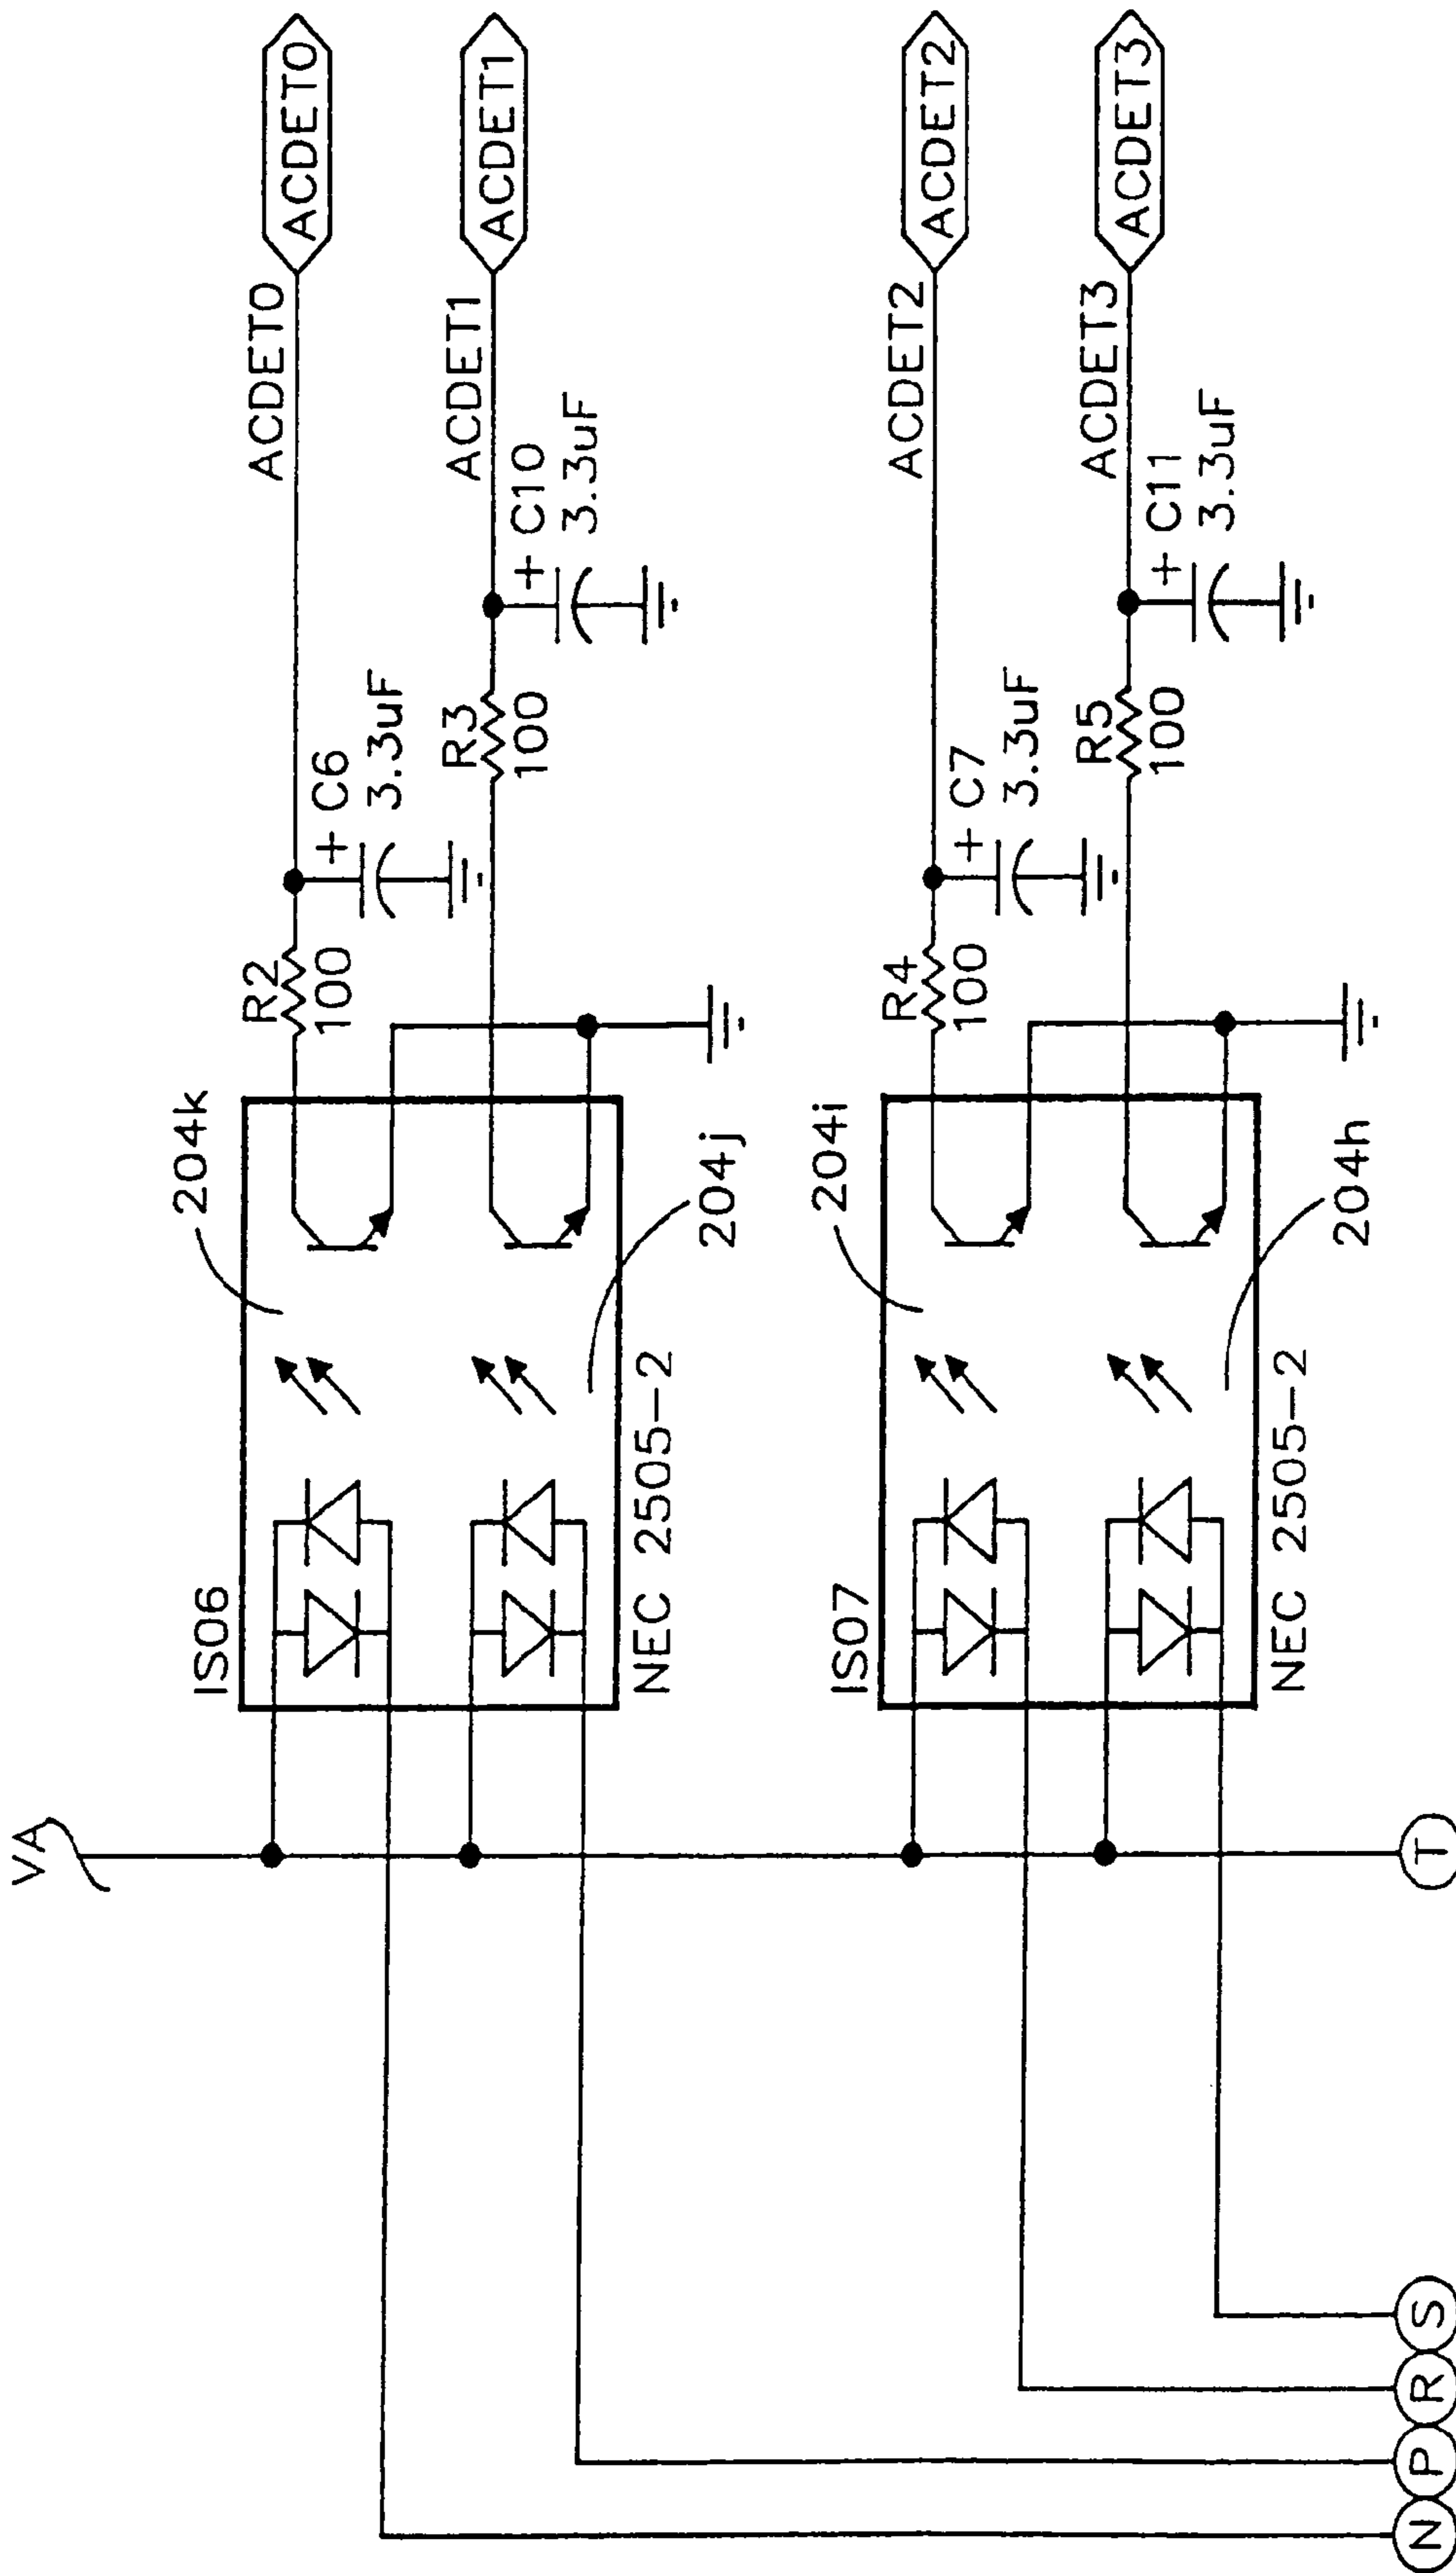 VA
ISO6
204k
R2
100
+ C6
3.3uF
ACDET0
ACDET0
R3
100
+ C10
3.3uF
ACDET1
ACDET1
NEC 2505-2
204j
ISO7
204i
R4
100
+ C7
3.3uF
ACDET2
ACDET2
R5
100
+ C11
3.3uF
ACDET3
ACDET3
NEC 2505-2
204h
N
P
R
S
T